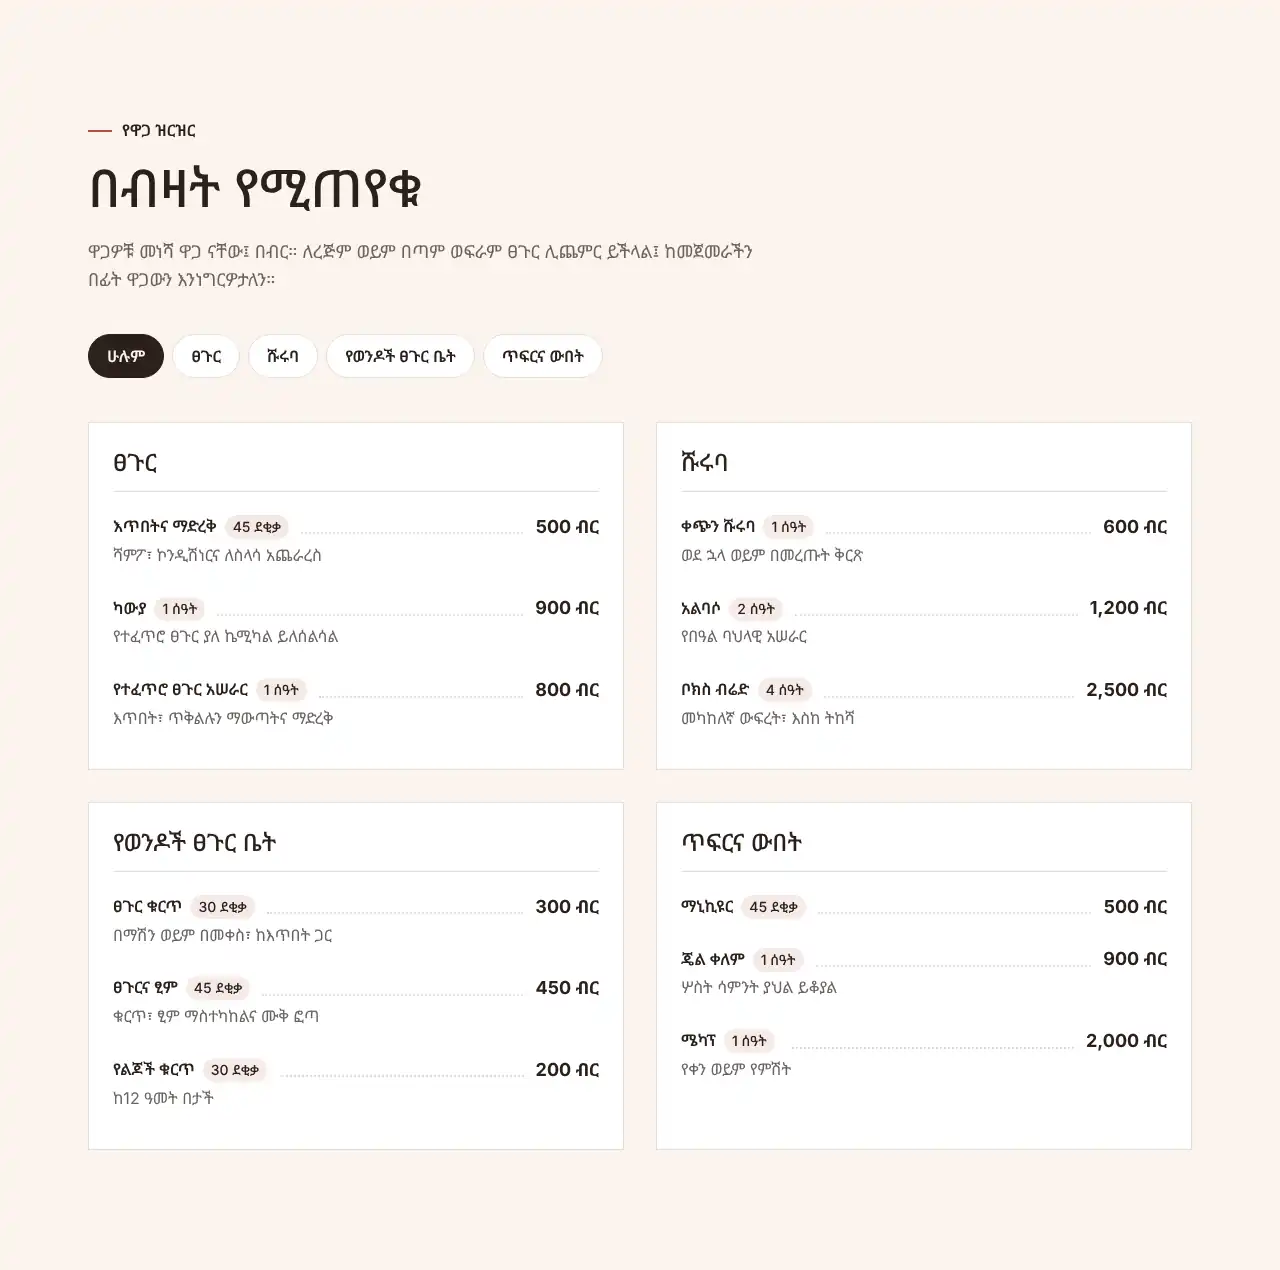 የዋጋ ዝርዝር
በብዛት የሚጠየቁ
ዋጋዎቹ መነሻ ዋጋ ናቸው፤ በብር። ለረጅም ወይም በጣም ወፍራም ፀጉር ሊጨምር ይችላል፤ ከመጀመራችን
በፊት ዋጋውን እንነግርዎታለን።
ሁሉም
ፀጉር
ሹሩባ
የወንዶች ፀጉር ቤት
ጥፍርና ውበት
ፀጉር
እጥበትና ማድረቅ 45 ደቂቃ 500 ብር
ሻምፖ፣ ኮንዲሽነርና ለስላሳ አጨራረስ
ካውያ 1 ሰዓት 900 ብር
የተፈጥሮ ፀጉር ያለ ኬሚካል ይለሰልሳል
የተፈጥሮ ፀጉር አሠራር 1 ሰዓት 800 ብር
እጥበት፣ ጥቅልሉን ማውጣትና ማድረቅ
ሹሩባ
ቀጭን ሹሩባ 1 ሰዓት 600 ብር
ወደ ኋላ ወይም በመረጡት ቅርጽ
አልባሶ 2 ሰዓት 1,200 ብር
የበዓል ባህላዊ አሠራር
ቦክስ ብሬድ 4 ሰዓት 2,500 ብር
መካከለኛ ውፍረት፣ እስከ ትከሻ
የወንዶች ፀጉር ቤት
ፀጉር ቁርጥ 30 ደቂቃ 300 ብር
በማሽን ወይም በመቀስ፣ ከእጥበት ጋር
ፀጉርና ፂም 45 ደቂቃ 450 ብር
ቁርጥ፣ ፂም ማስተካከልና ሙቅ ፎጣ
የልጆች ቁርጥ 30 ደቂቃ 200 ብር
ከ12 ዓመት በታች
ጥፍርና ውበት
ማኒኪዩር 45 ደቂቃ 500 ብር
ጄል ቀለም 1 ሰዓት 900 ብር
ሦስት ሳምንት ያህል ይቆያል
ሜካፕ 1 ሰዓት 2,000 ብር
የቀን ወይም የምሽት